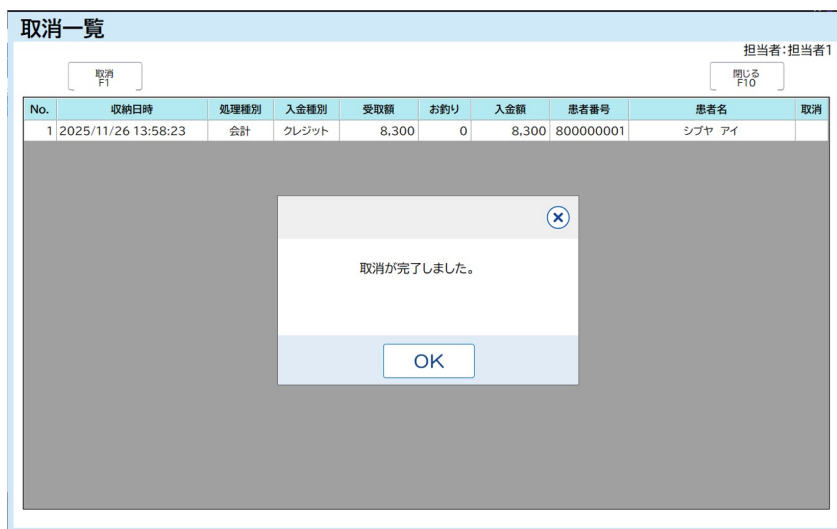 取消一覧
担当者:担当者1
取消 F1
閉じる F10
No. 収納日時 処理種別 入金種別 受取額 お釣り 入金額 患者番号 患者名 取消
1 2025/11/26 13:58:23 会計 クレジット 8,300 0 8,300 800000001 シブヤ アイ
取消が完了しました。
OK